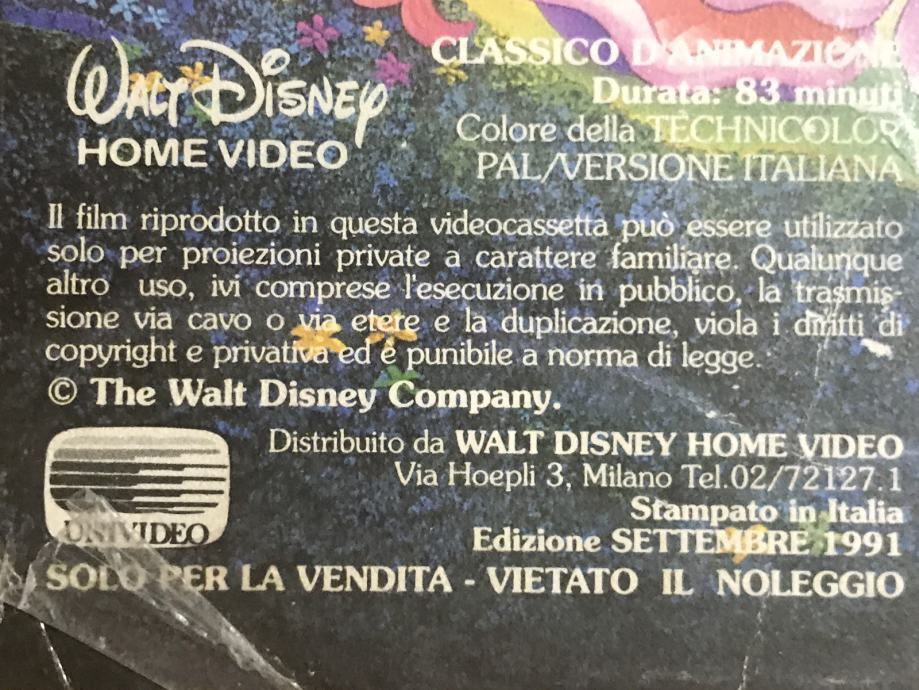 WALT DISNEY
HOME VIDEO
CLASSICO D'ANIMAZIONE
Durata: 83 minuti
Colore della TECHNICOLOR
PAL/VERSIONE ITALIANA
Il film riprodotto in questa videocassetta può essere utilizzato
solo per proiezioni private a carattere familiare. Qualunque
altro uso, ivi comprese l'esecuzione in pubblico, la trasmis-
sione via cavo o via etere e la duplicazione, viola i diritti di
copyright e privativa ed è punibile a norma di legge.
© The Walt Disney Company.
Distribuito da WALT DISNEY HOME VIDEO
Via Hoepli 3, Milano Tel.02/72127.1
Stampato in Italia
Edizione SETTEMBRE 1991
UNIVIDEO
SOLO PER LA VENDITA - VIETATO IL NOLEGGIO